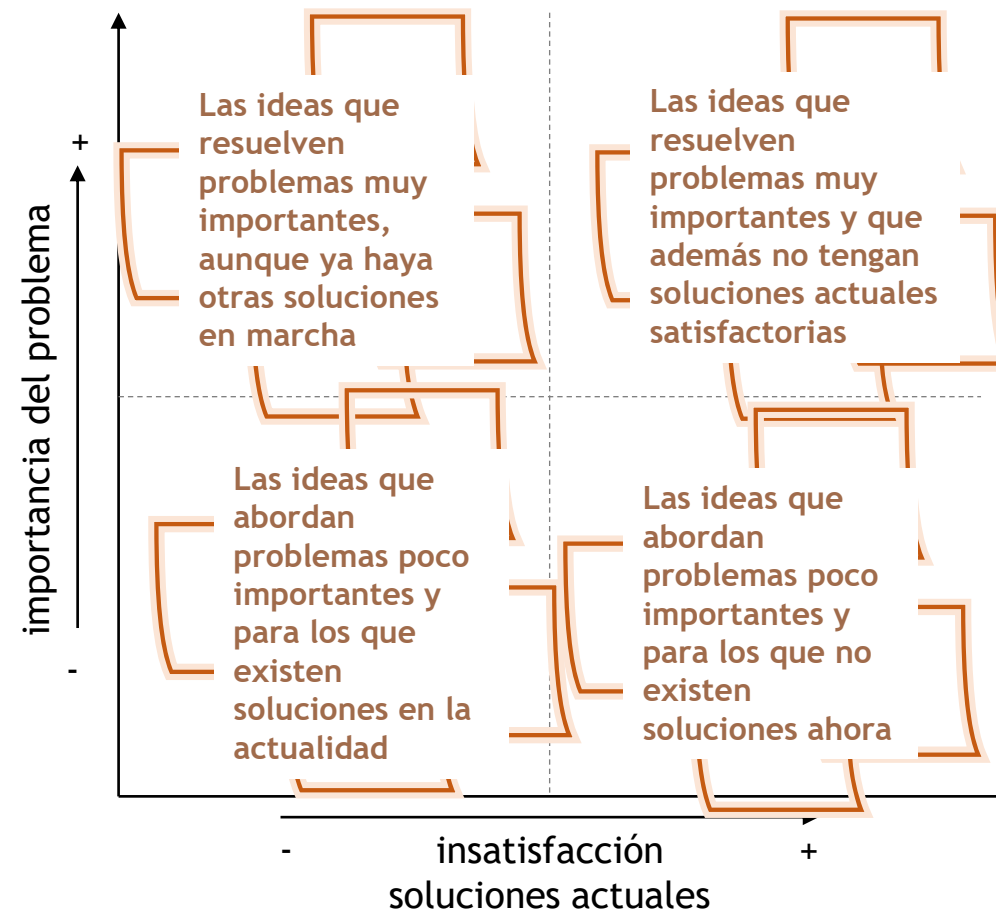 Las ideas que
resuelven
problemas muy
importantes,
aunque ya haya
otras soluciones
en marcha
Las ideas que
resuelven
problemas muy
importantes y que
además no tengan
soluciones actuales
satisfactorias
+
importancia del problema
-
Las ideas que
abordan
problemas poco
importantes y
para los que
existen
soluciones en la
actualidad
Las ideas que
abordan
problemas poco
importantes y
para los que no
existen
soluciones ahora
-
insatisfacción
+
soluciones actuales